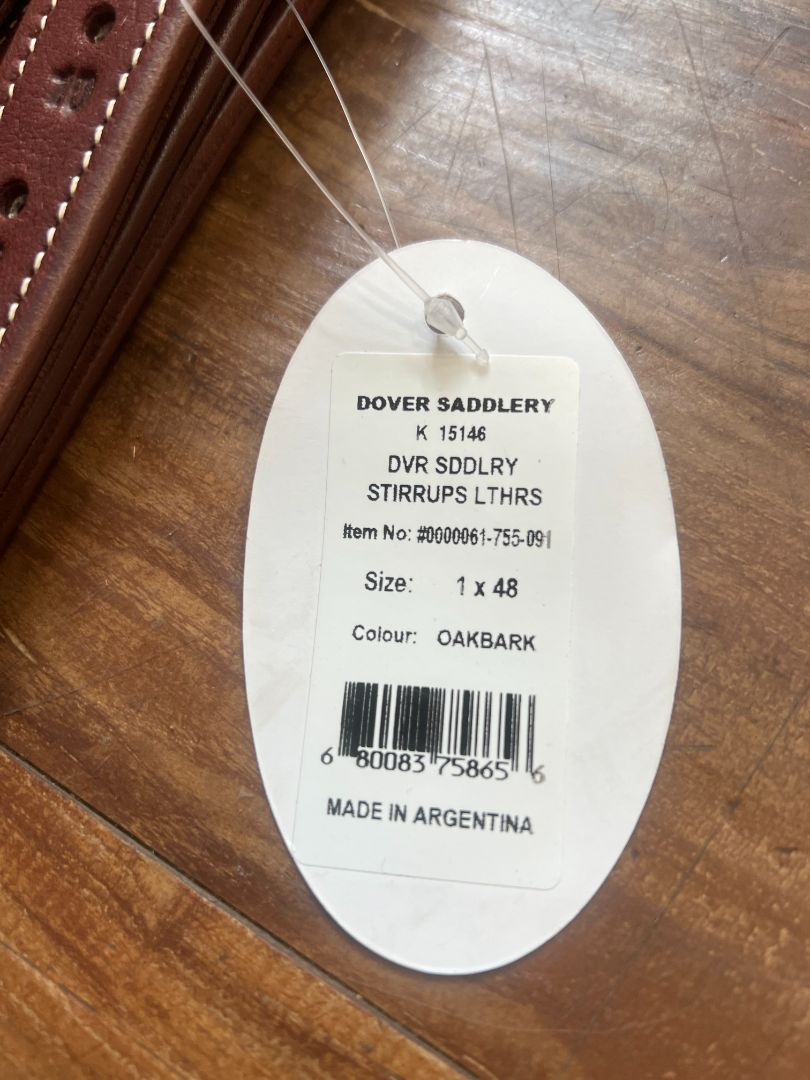 DOVER SADDLERY
K 15146
DVR SDDLRY
STIRRUPS LTHRS
Item No: #0000061-755-091
Size: 1 x 48
Colour: OAKBARK
6 80083 75865 6
MADE IN ARGENTINA